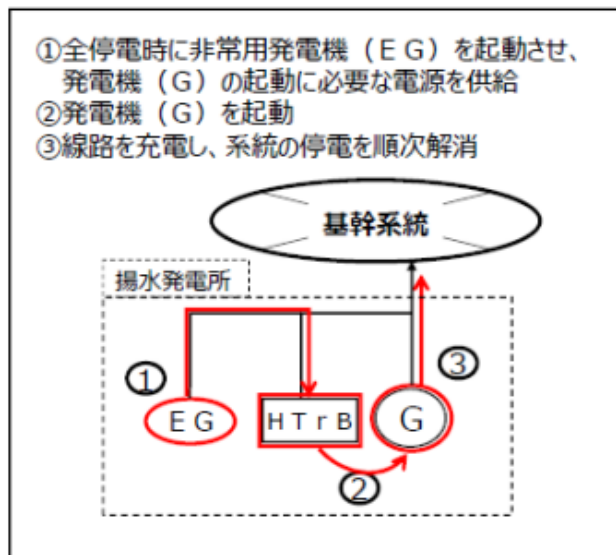 ①全停電時に非常用発電機（ＥＧ）を起動させ、
発電機（Ｇ）の起動に必要な電源を供給
②発電機（Ｇ）を起動
③線路を充電し、系統の停電を順次解消
基幹系統
揚水発電所
①
③
ＥＧ
ＨＴｒＢ
Ｇ
②